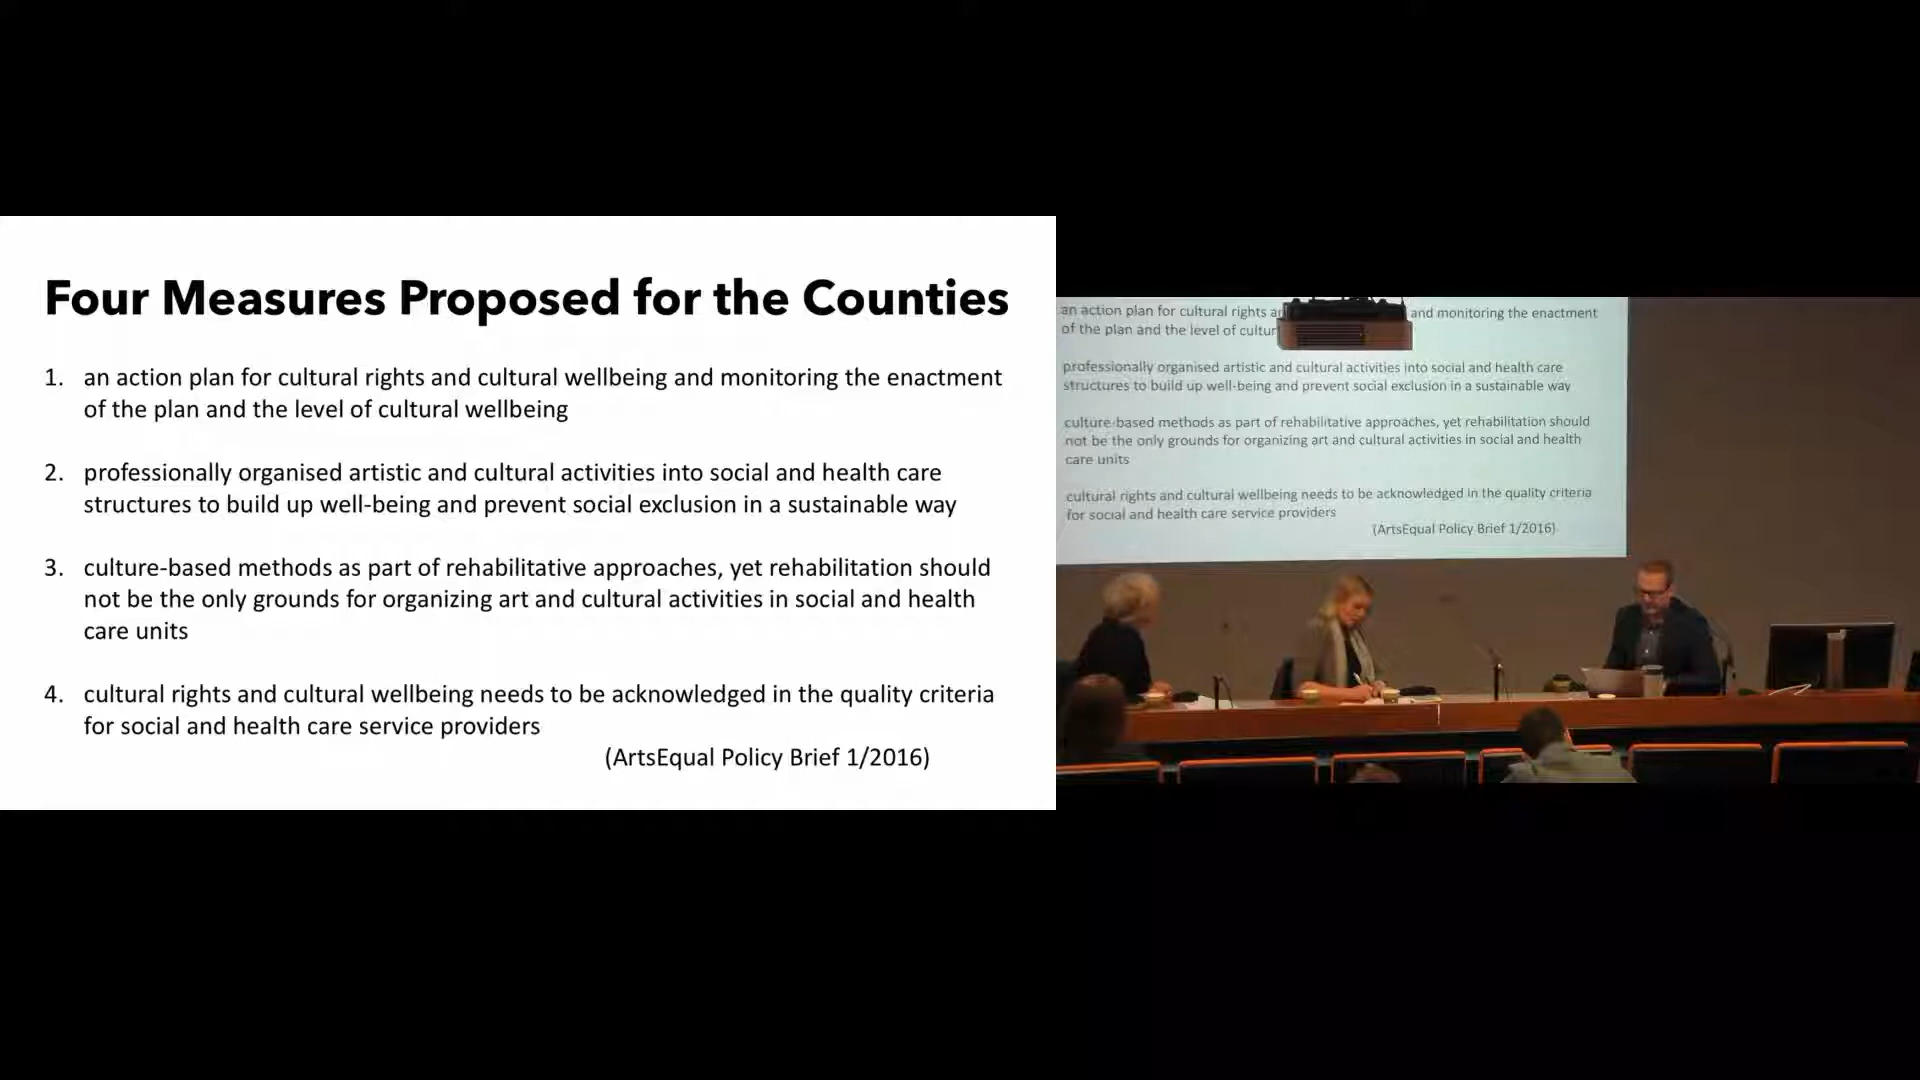 Four Measures Proposed for the Counties
1. an action plan for cultural rights and cultural wellbeing and monitoring the enactment
of the plan and the level of cultural wellbeing
2. professionally organised artistic and cultural activities into social and health care
structures to build up well-being and prevent social exclusion in a sustainable way
3. culture-based methods as part of rehabilitative approaches, yet rehabilitation should
not be the only grounds for organizing art and cultural activities in social and health
care units
4. cultural rights and cultural wellbeing needs to be acknowledged in the quality criteria
for social and health care service providers
(ArtsEqual Policy Brief 1/2016)
an action plan for cultural rights and monitoring the enactment
of the plan and the level of
professionally organised artistic and cultural activities into social and health care
structures to build up well-being and prevent social exclusion in a sustainable way
culture-based methods as part of rehabilitative approaches, yet rehabilitation should
not be the only grounds for organizing art and cultural activities in social and health
care units
cultural rights and cultural wellbeing needs to be acknowledged in the quality criteria
for social and health care service providers
(ArtsEqual Policy Brief 1/2016)